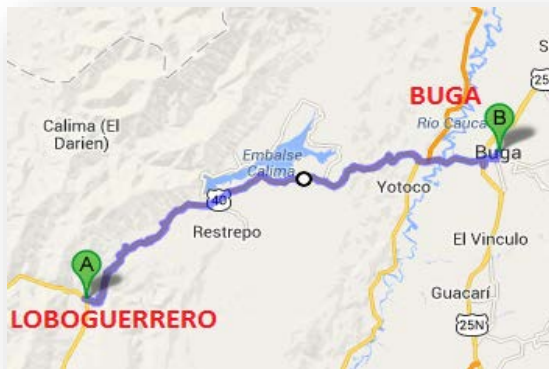 S
25
BUGA
Río Cauca
B
Buga
Calima (El
Darien)
Embalse
Calima
Yotoco
40
Restrepo
El Vinculo
A
Guacarí
LOBOGUERRERO
25N